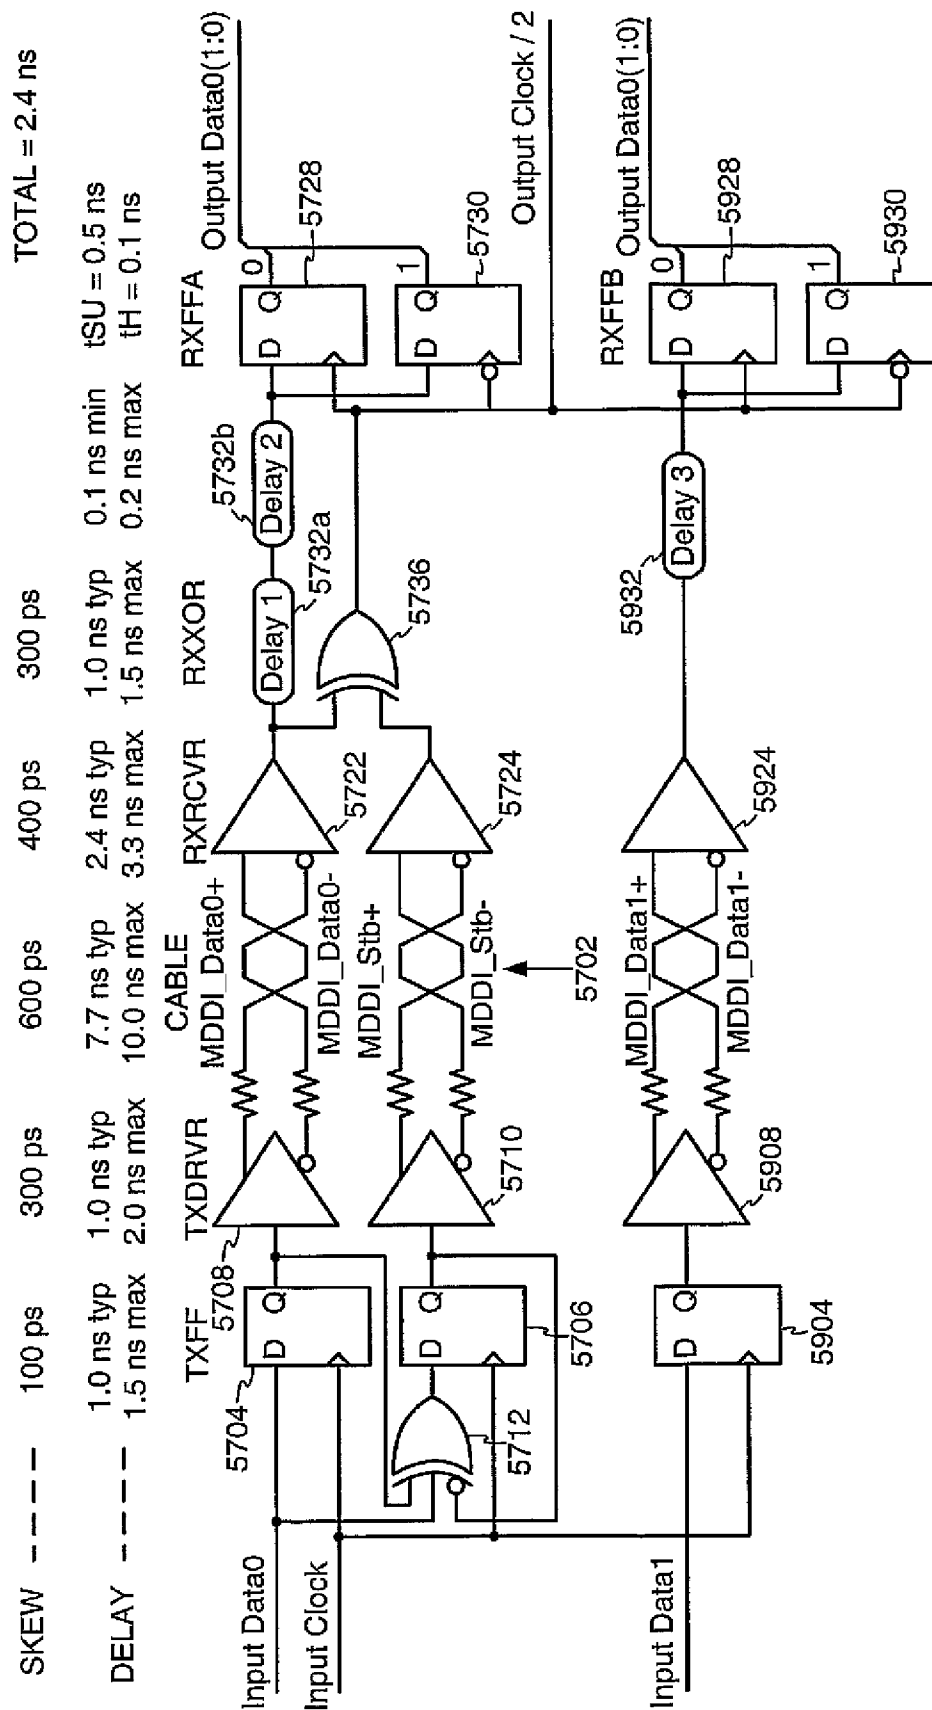 SKEW ---- 100 ps 300 ps 600 ps 400 ps 300 ps TOTAL = 2.4 ns
1.0 ns typ 1.0 ns typ 7.7 ns typ 2.4 ns typ 1.0 ns typ 0.1 ns min tSU = 0.5 ns
DELAY ----
1.5 ns max 2.0 ns max 10.0 ns max 3.3 ns max 1.5 ns max 0.2 ns max tH = 0.1 ns
TXFF TXDRVR CABLE RXRCVR RXXOR RXFFA
5704 5708 MDDI_Data0+ 5732a 5732b
Input Data0 D Q Delay 1 Delay 2 D Q 0 Output Data0(1:0)
MDDI_Data0- 5722 5728
Input Clock
5736
MDDI_Stb+
D Q D Q 1
5712 5706 5710 MDDI_Stb- 5724 5730
5702
Output Clock / 2
5932 RXFFB
MDDI_Data1+
Input Data1 D Q Delay 3 D Q 0 Output Data0(1:0)
MDDI_Data1- 5924 5928
5904 5908
D Q 1
5930